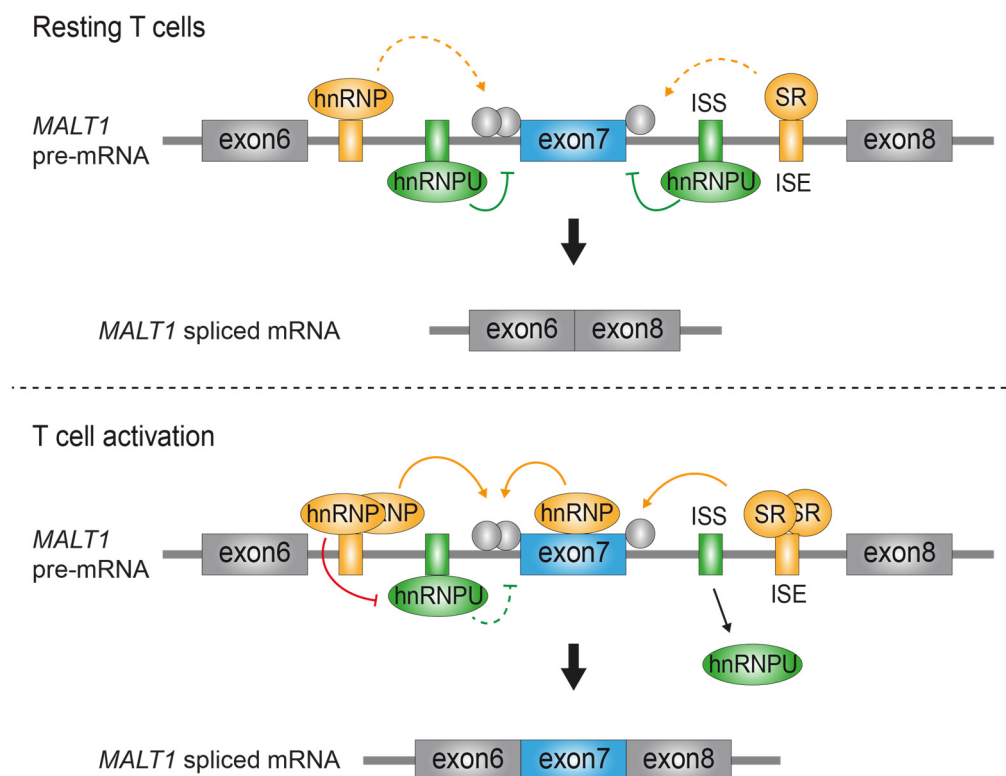 Resting T cells
hnRNP
ISS
SR
MALT1
pre-mRNA
exon6
exon7
exon8
hnRNPU
hnRNPU
ISE
MALT1 spliced mRNA
exon6
exon8
T cell activation
hnRNP
RNP
hnRNP
ISS
SR
SR
MALT1
pre-mRNA
exon6
exon7
exon8
hnRNPU
ISE
hnRNPU
MALT1 spliced mRNA
exon6
exon7
exon8